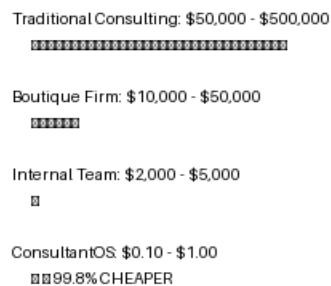 Traditional Consulting: $50,000 - $500,000
Boutique Firm: $10,000 - $50,000
Internal Team: $2,000 - $5,000
ConsultantOS: $0.10 - $1.00
99.8% CHEAPER